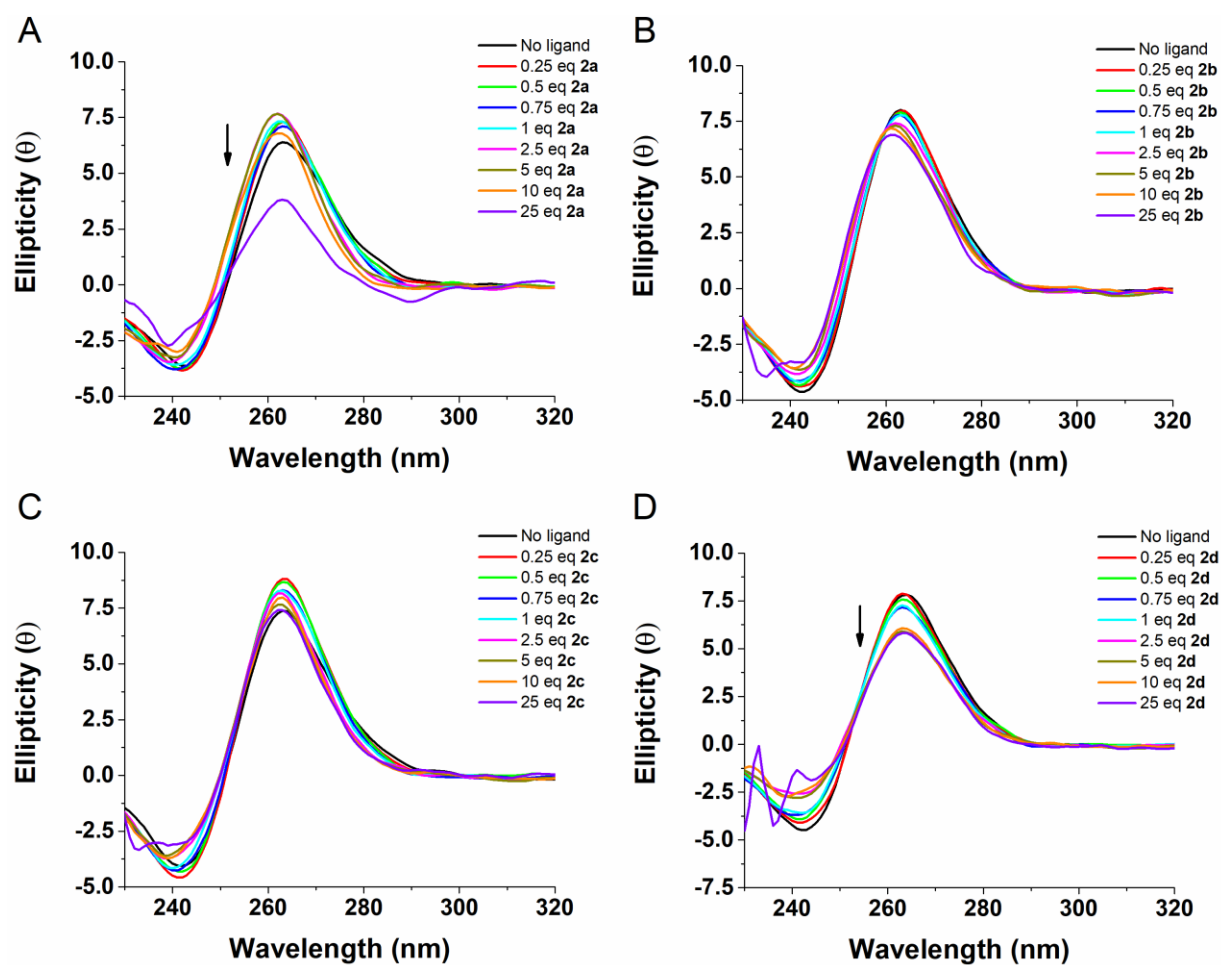 A
No ligand
0.25 eq 2a
0.5 eq 2a
0.75 eq 2a
1 eq 2a
2.5 eq 2a
5 eq 2a
10 eq 2a
25 eq 2a
10.0
7.5
5.0
2.5
0.0
-2.5
-5.0
Ellipticity (θ)
240 260 280 300 320
Wavelength (nm)
B
No ligand
0.25 eq 2b
0.5 eq 2b
0.75 eq 2b
1 eq 2b
2.5 eq 2b
5 eq 2b
10 eq 2b
25 eq 2b
10.0
7.5
5.0
2.5
0.0
-2.5
-5.0
Ellipticity (θ)
240 260 280 300 320
Wavelength (nm)
C
No ligand
0.25 eq 2c
0.5 eq 2c
0.75 eq 2c
1 eq 2c
2.5 eq 2c
5 eq 2c
10 eq 2c
25 eq 2c
10.0
7.5
5.0
2.5
0.0
-2.5
-5.0
Ellipticity (θ)
240 260 280 300 320
Wavelength (nm)
D
No ligand
0.25 eq 2d
0.5 eq 2d
0.75 eq 2d
1 eq 2d
2.5 eq 2d
5 eq 2d
10 eq 2d
25 eq 2d
10.0
7.5
5.0
2.5
0.0
-2.5
-5.0
-7.5
Ellipticity (θ)
240 260 280 300 320
Wavelength (nm)